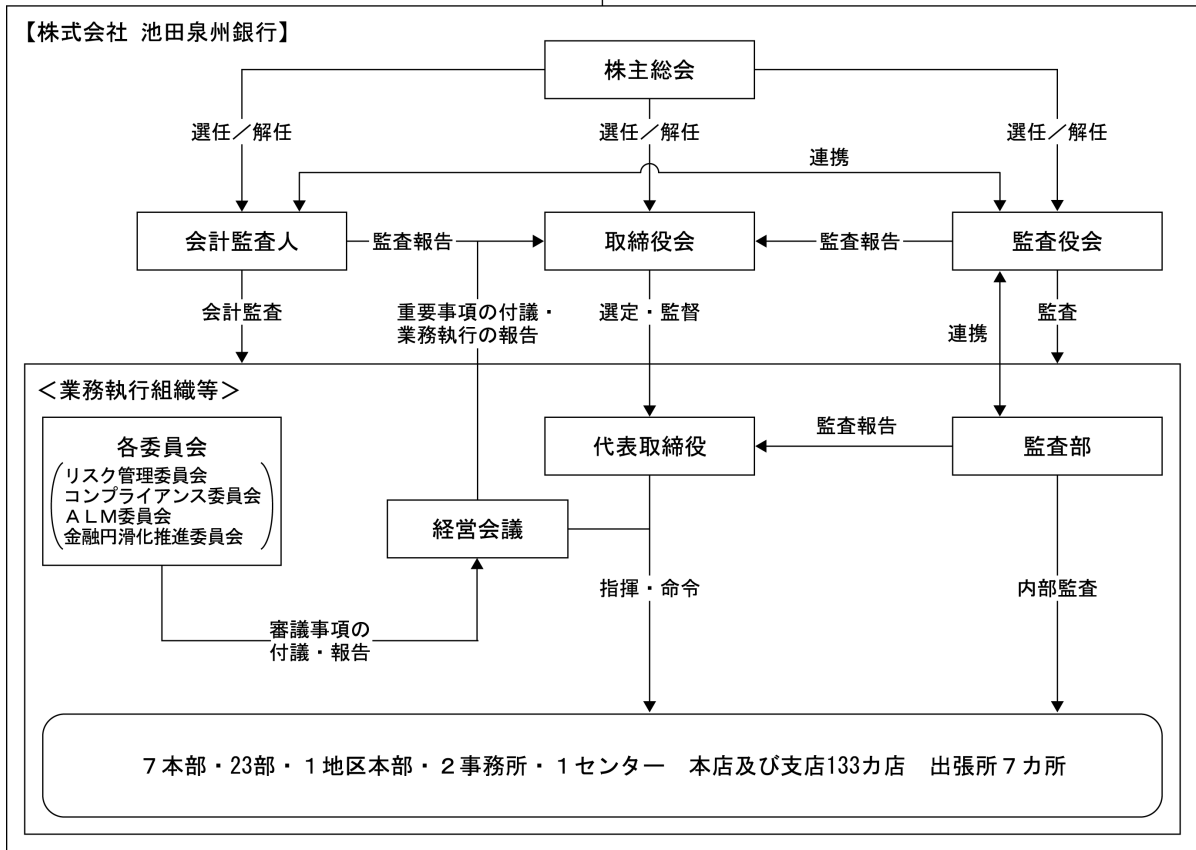 【株式会社 池田泉州銀行】
株主総会
選任／解任
選任／解任
選任／解任
連携
会計監査人
監査報告
取締役会
監査報告
監査役会
会計監査
重要事項の付議・
業務執行の報告
選定・監督
連携
監査
＜業務執行組織等＞
各委員会
リスク管理委員会
コンプライアンス委員会
ＡＬＭ委員会
金融円滑化推進委員会
代表取締役
監査報告
監査部
経営会議
指揮・命令
内部監査
審議事項の
付議・報告
７本部・23部・１地区本部・２事務所・１センター　本店及び支店133カ店　出張所７カ所